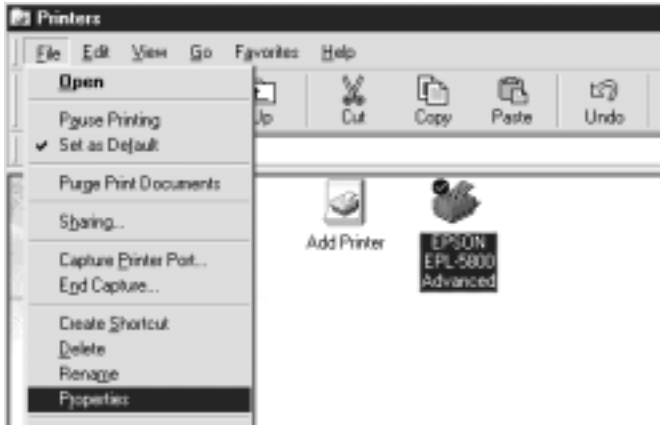 Printers
File Edit View Go Favorites Help
Up Cut Copy Paste Undo
Open
Pause Printing
Set as Default
Purge Print Documents
Sharing...
Capture Printer Port...
End Capture...
Create Shortcut
Delete
Rename
Properties
Add Printer
EPSON
EPL-5800
Advanced